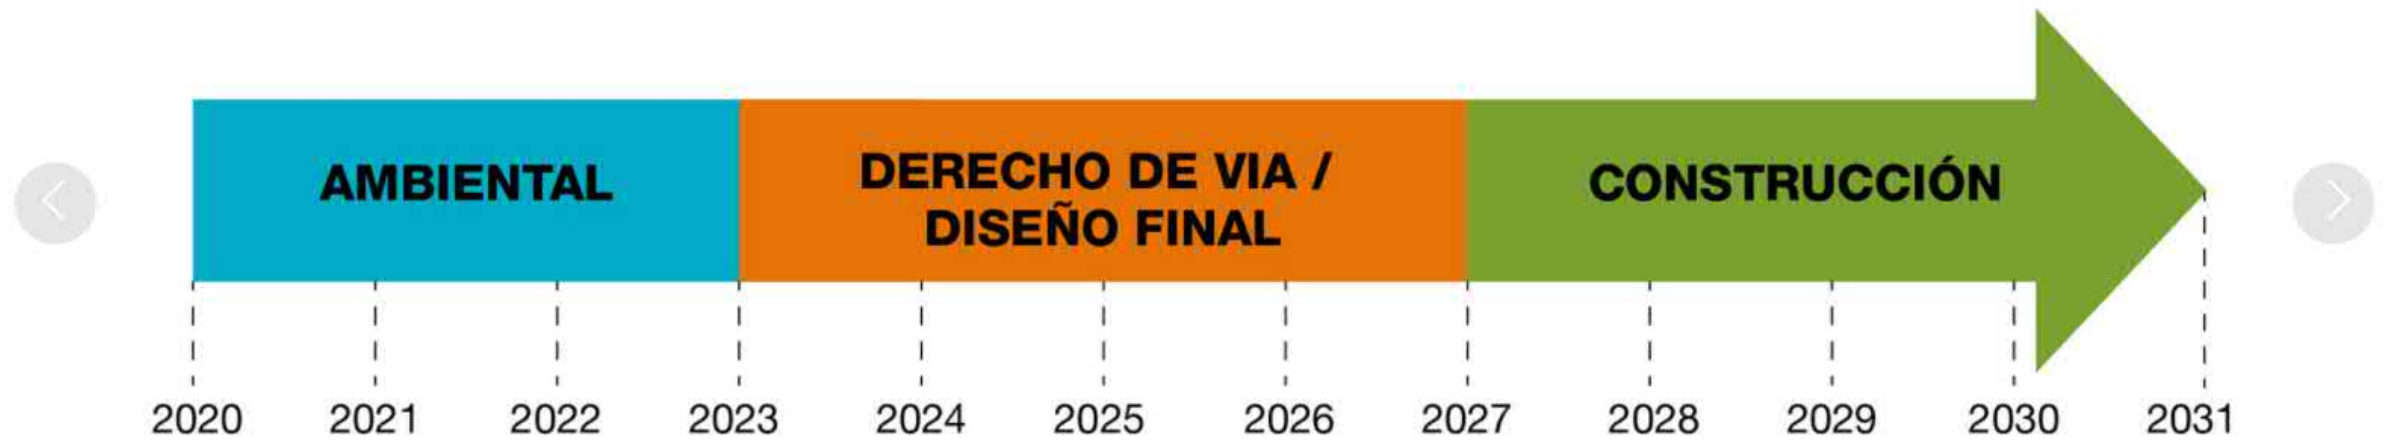 AMBIENTAL
DERECHO DE VIA /
DISEÑO FINAL
CONSTRUCCIÓN
2020 2021 2022 2023 2024 2025 2026 2027 2028 2029 2030 2031